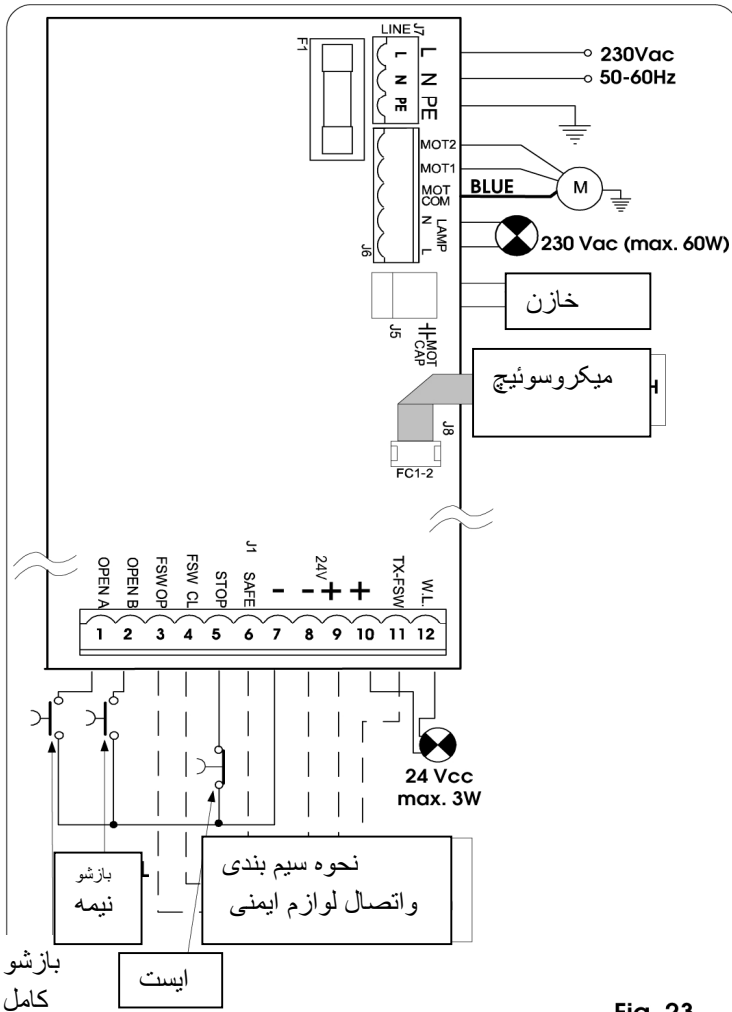 LINE
J7
F1
L
N
PE
L
N
PE
230Vac
50-60Hz
MOT2
MOT1
MOT
COM
BLUE
M
N
L
LAMP
230 Vac (max. 60W)
J6
خازن
J5
MOT
CAP
میکروسوئیچ
J8
FC1-2
OPEN A
OPEN B
FSW OP
FSW CL
STOP
J1
SAFE
-
-
24V
+
+
TX-FSW
W.L.
1 2 3 4 5 6 7 8 9 10 11 12
24 Vcc
max. 3W
نحوه سیم بندی
واتصال لوازم ایمنی
بازشو
نیمه
ایست
بازشو
کامل